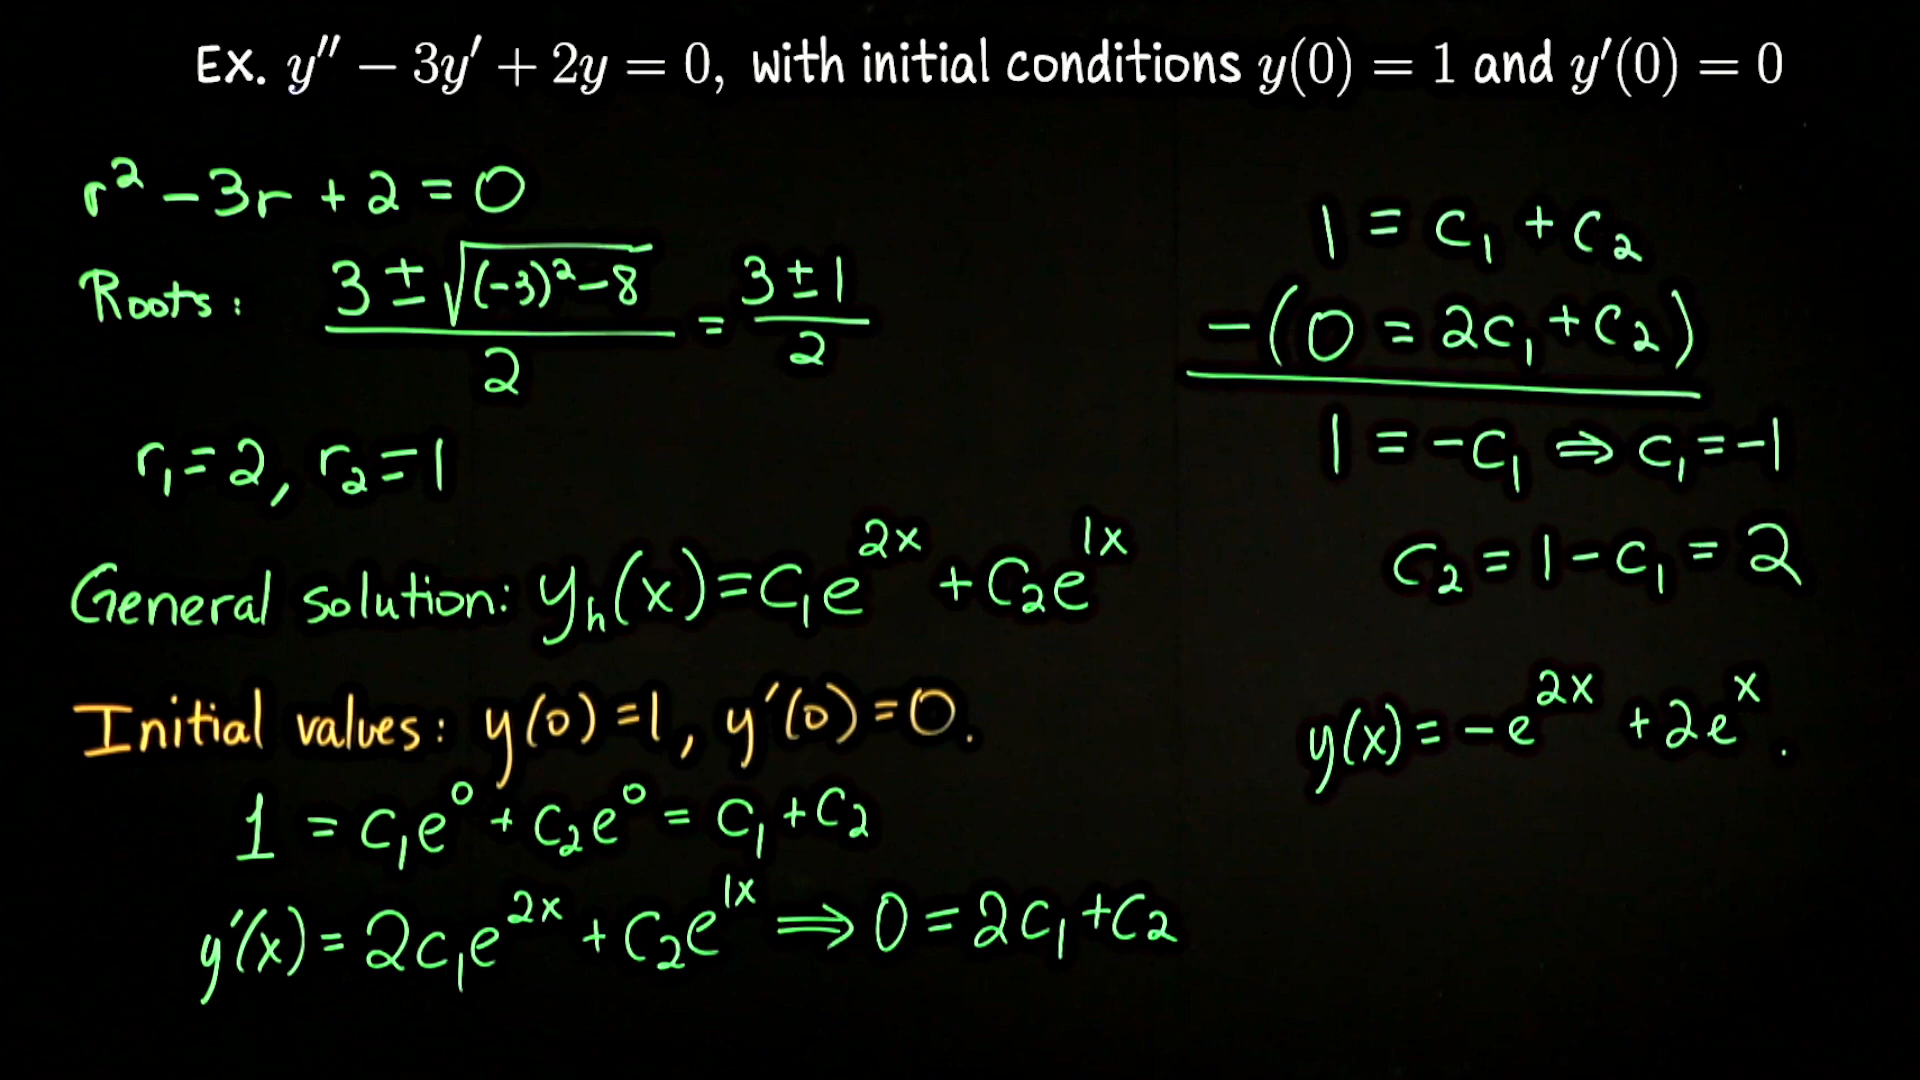 Ex. y″ − 3y′ + 2y = 0, with initial conditions y(0) = 1 and y′(0) = 0
r² − 3r + 2 = 0
Roots: (3 ± √((-3)² − 8)) / 2 = (3 ± 1) / 2
r₁ = 2, r₂ = 1
General solution: yₕ(x) = c₁e^{2x} + c₂e^{1x}
Initial values: y(0) = 1, y′(0) = 0.
1 = c₁e⁰ + c₂e⁰ = c₁ + c₂
y′(x) = 2c₁e^{2x} + c₂e^{1x} ⟹ 0 = 2c₁ + c₂
1 = c₁ + c₂
−(0 = 2c₁ + c₂)
1 = −c₁ ⇒ c₁ = −1
c₂ = 1 − c₁ = 2
y(x) = −e^{2x} + 2e^{x}.